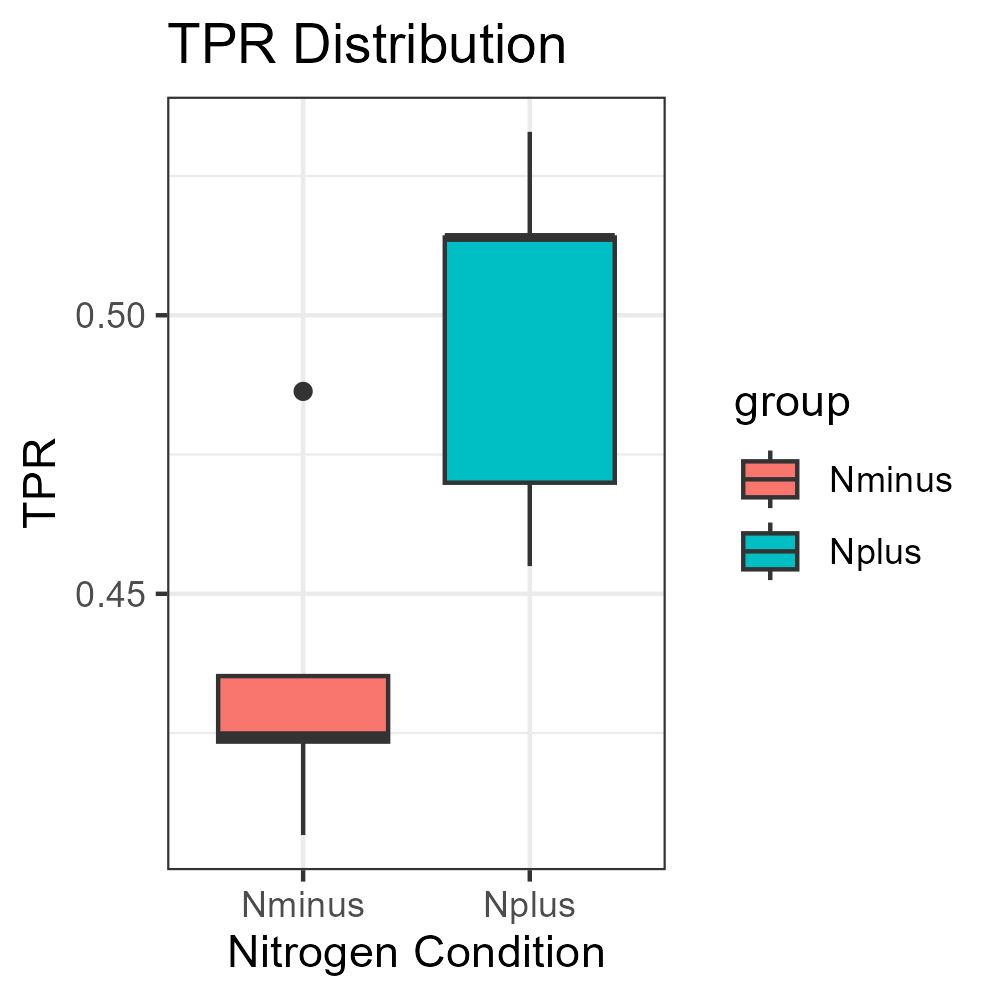 TPR Distribution
TPR
0.50
0.45
Nminus
Nplus
Nitrogen Condition
group
Nminus
Nplus